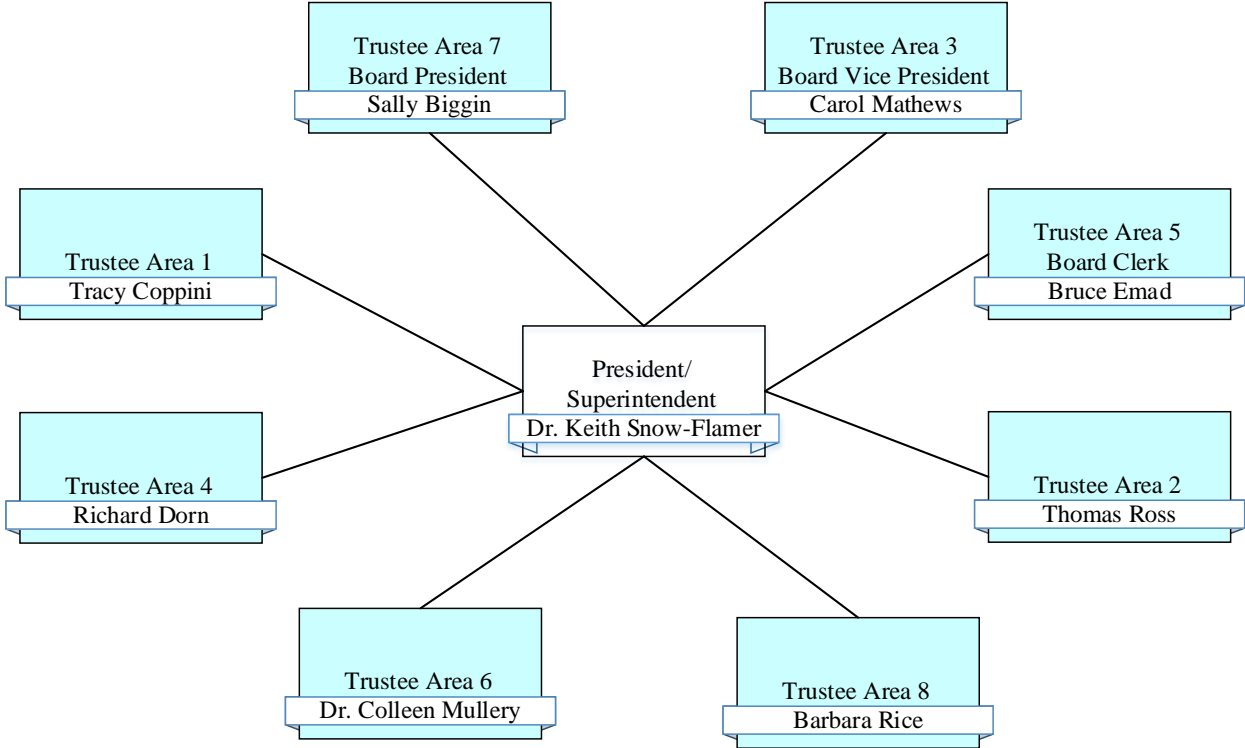 Trustee Area 7
Board President
Sally Biggin
Trustee Area 3
Board Vice President
Carol Mathews
Trustee Area 1
Tracy Coppini
Trustee Area 5
Board Clerk
Bruce Emad
President/
Superintendent
Dr. Keith Snow-Flamer
Trustee Area 4
Richard Dorn
Trustee Area 2
Thomas Ross
Trustee Area 6
Dr. Colleen Mullery
Trustee Area 8
Barbara Rice